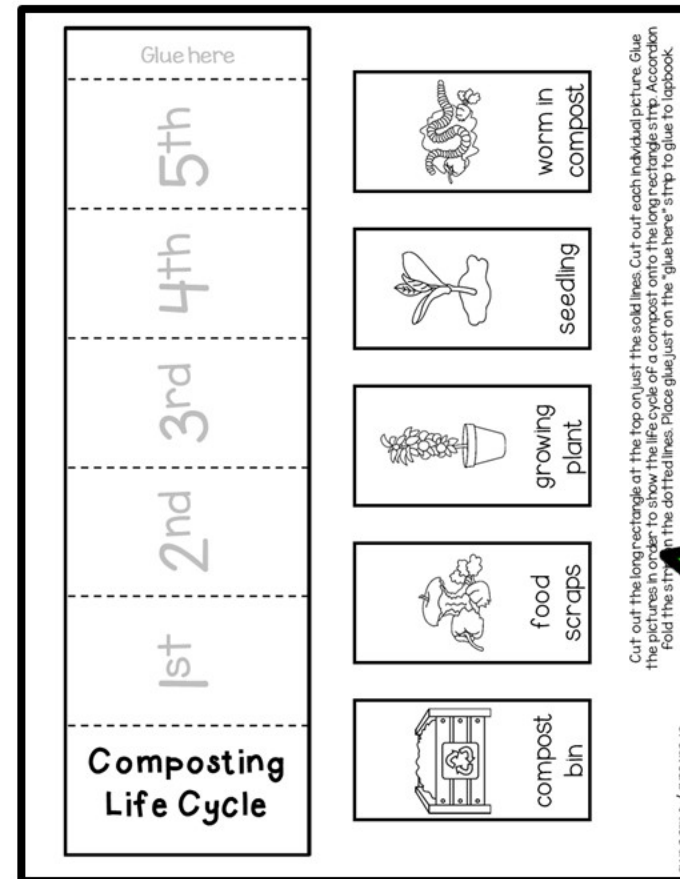 Composting
Life Cycle
1st
2nd
3rd
4th
5th
Glue here
compost
bin
food
scraps
growing
plant
seedling
worm in
compost
Cut out the long rectangle at the top on just the solid lines. Cut out each individual picture. Glue
the pictures in order to show the life cycle of a compost onto the long rectangle strip. Accordion
fold the strip on the dotted lines. Place glue just on the "glue here" strip to glue to lapbook.